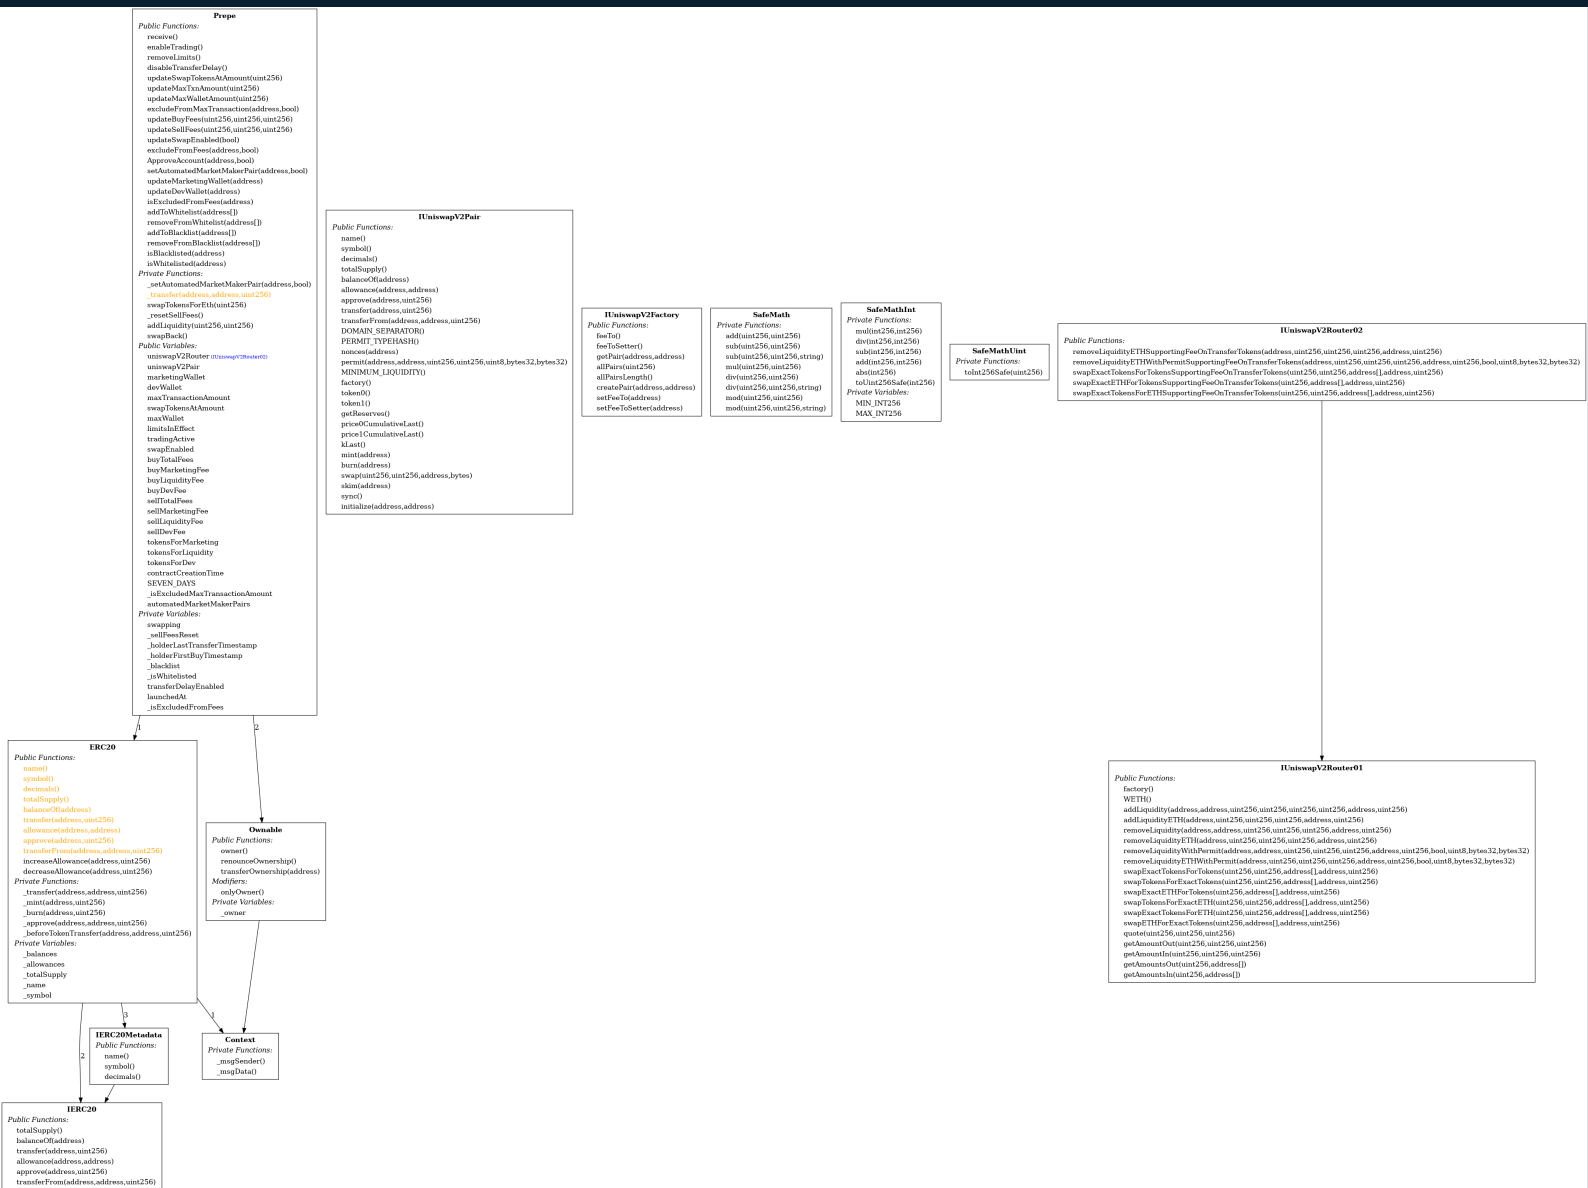 Prepe
Public Functions:
receive()
enableTrading()
removeLimits()
disableTransferDelay()
updateSwapTokensAtAmount(uint256)
updateMaxTxnAmount(uint256)
updateMaxWalletAmount(uint256)
excludeFromMaxTransaction(address,bool)
updateBuyFees(uint256,uint256,uint256)
updateSellFees(uint256,uint256,uint256)
updateSwapEnabled(bool)
excludeFromFees(address,bool)
ApproveAccount(address,bool)
setAutomatedMarketMakerPair(address,bool)
updateMarketingWallet(address)
updateDevWallet(address)
isExcludedFromFees(address)
addToWhitelist(address[])
removeFromWhitelist(address[])
addToBlacklist(address[])
removeFromBlacklist(address[])
isBlacklisted(address)
isWhitelisted(address)
Private Functions:
_setAutomatedMarketMakerPair(address,bool)
_transfer(address,address,uint256)
swapTokensForEth(uint256)
_resetSellFees()
addLiquidity(uint256,uint256)
swapBack()
Public Variables:
uniswapV2Router (IUniswapV2Router02)
uniswapV2Pair
marketingWallet
devWallet
maxTransactionAmount
swapTokensAtAmount
maxWallet
limitsInEffect
tradingActive
swapEnabled
buyTotalFees
buyMarketingFee
buyLiquidityFee
buyDevFee
sellTotalFees
sellMarketingFee
sellLiquidityFee
sellDevFee
tokensForMarketing
tokensForLiquidity
tokensForDev
contractCreationTime
SEVEN_DAYS
_isExcludedMaxTransactionAmount
automatedMarketMakerPairs
Private Variables:
swapping
_sellFeesReset
_holderLastTransferTimestamp
_holderFirstBuyTimestamp
_blacklist
_isWhitelisted
transferDelayEnabled
launchedAt
_isExcludedFromFees
IUniswapV2Pair
Public Functions:
name()
symbol()
decimals()
totalSupply()
balanceOf(address)
allowance(address,address)
approve(address,uint256)
transfer(address,uint256)
transferFrom(address,address,uint256)
DOMAIN_SEPARATOR()
PERMIT_TYPEHASH()
nonces(address)
permit(address,address,uint256,uint256,uint8,bytes32,bytes32)
MINIMUM_LIQUIDITY()
factory()
token0()
token1()
getReserves()
price0CumulativeLast()
price1CumulativeLast()
kLast()
mint(address)
burn(address)
swap(uint256,uint256,address,bytes)
skim(address)
sync()
initialize(address,address)
IUniswapV2Factory
Public Functions:
feeTo()
feeToSetter()
getPair(address,address)
allPairs(uint256)
allPairsLength()
createPair(address,address)
setFeeTo(address)
setFeeToSetter(address)
SafeMath
Private Functions:
add(uint256,uint256)
sub(uint256,uint256)
sub(uint256,uint256,string)
mul(uint256,uint256)
div(uint256,uint256)
div(uint256,uint256,string)
mod(uint256,uint256)
mod(uint256,uint256,string)
SafeMathInt
Private Functions:
mul(int256,int256)
div(int256,int256)
sub(int256,int256)
add(int256,int256)
abs(int256)
toUint256Safe(int256)
Private Variables:
MIN_INT256
MAX_INT256
SafeMathUint
Private Functions:
toInt256Safe(uint256)
IUniswapV2Router02
Public Functions:
removeLiquidityETHSupportingFeeOnTransferTokens(address,uint256,uint256,uint256,address,uint256)
removeLiquidityETHWithPermitSupportingFeeOnTransferTokens(address,uint256,uint256,uint256,address,uint256,bool,uint8,bytes32,bytes32)
swapExactTokensForTokensSupportingFeeOnTransferTokens(uint256,uint256,address[],address,uint256)
swapExactETHForTokensSupportingFeeOnTransferTokens(uint256,address[],address,uint256)
swapExactTokensForETHSupportingFeeOnTransferTokens(uint256,uint256,address[],address,uint256)
1
2
ERC20
Public Functions:
name()
symbol()
decimals()
totalSupply()
balanceOf(address)
transfer(address,uint256)
allowance(address,address)
approve(address,uint256)
transferFrom(address,address,uint256)
increaseAllowance(address,uint256)
decreaseAllowance(address,uint256)
Private Functions:
_transfer(address,address,uint256)
_mint(address,uint256)
_burn(address,uint256)
_approve(address,address,uint256)
_beforeTokenTransfer(address,address,uint256)
Private Variables:
_balances
_allowances
_totalSupply
_name
_symbol
Ownable
Public Functions:
owner()
renounceOwnership()
transferOwnership(address)
Modifiers:
onlyOwner()
Private Variables:
_owner
IUniswapV2Router01
Public Functions:
factory()
WETH()
addLiquidity(address,address,uint256,uint256,uint256,uint256,address,uint256)
addLiquidityETH(address,uint256,uint256,uint256,address,uint256)
removeLiquidity(address,address,uint256,uint256,uint256,address,uint256)
removeLiquidityETH(address,uint256,uint256,uint256,address,uint256)
removeLiquidityWithPermit(address,address,uint256,uint256,uint256,address,uint256,bool,uint8,bytes32,bytes32)
removeLiquidityETHWithPermit(address,uint256,uint256,uint256,address,uint256,bool,uint8,bytes32,bytes32)
swapExactTokensForTokens(uint256,uint256,address[],address,uint256)
swapTokensForExactTokens(uint256,uint256,address[],address,uint256)
swapExactETHForTokens(uint256,address[],address,uint256)
swapTokensForExactETH(uint256,uint256,address[],address,uint256)
swapExactTokensForETH(uint256,uint256,address[],address,uint256)
swapETHForExactTokens(uint256,address[],address,uint256)
quote(uint256,uint256,uint256)
getAmountOut(uint256,uint256,uint256)
getAmountIn(uint256,uint256,uint256)
getAmountsOut(uint256,address[])
getAmountsIn(uint256,address[])
3
1
2
IERC20Metadata
Public Functions:
name()
symbol()
decimals()
Context
Private Functions:
_msgSender()
_msgData()
IERC20
Public Functions:
totalSupply()
balanceOf(address)
transfer(address,uint256)
allowance(address,address)
approve(address,uint256)
transferFrom(address,address,uint256)